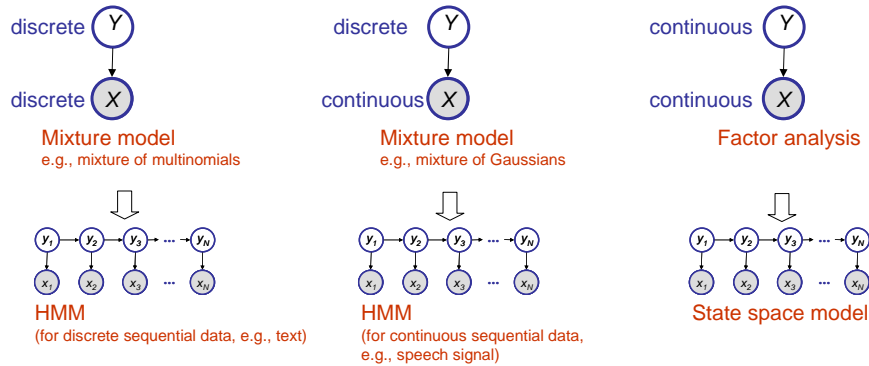 discrete Y
discrete X
Mixture model
e.g., mixture of multinomials
y1 y2 y3 ... yN
x1 x2 x3 ... xN
HMM
(for discrete sequential data, e.g., text)
discrete Y
continuous X
Mixture model
e.g., mixture of Gaussians
y1 y2 y3 ... yN
x1 x2 x3 ... xN
HMM
(for continuous sequential data,
e.g., speech signal)
continuous Y
continuous X
Factor analysis
y1 y2 y3 ... yN
x1 x2 x3 ... xN
State space model